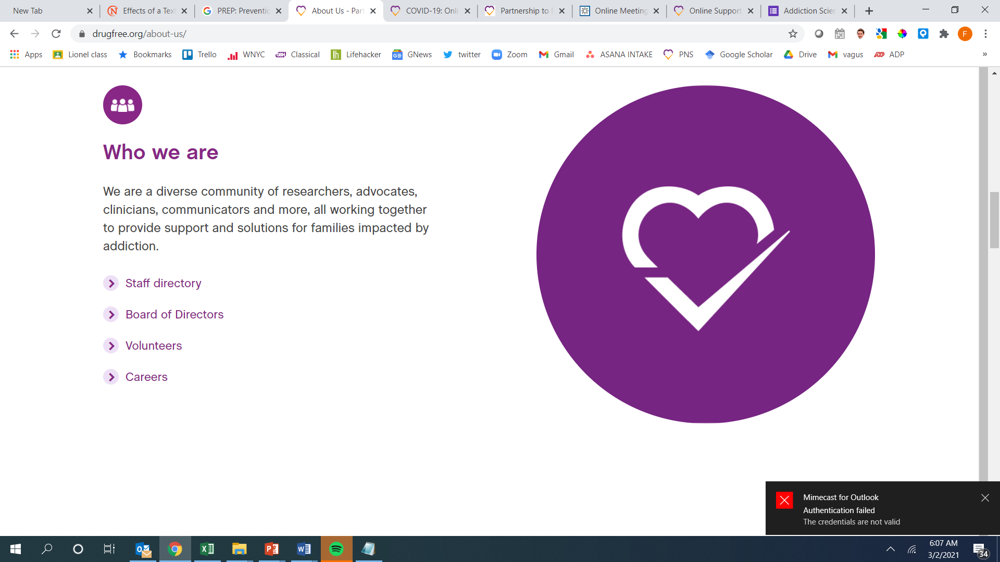 New Tab
Effects of a Text
PREP: Preventio
About Us - Part
COVID-19: Onli
Partnership to E
Online Meeting
Online Support
Addiction Scien
drugfree.org/about-us/
F
Apps
Lionel class
Bookmarks
Trello
WNYC
Classical
Lifehacker
GNews
twitter
Zoom
Gmail
ASANA INTAKE
PNS
Google Scholar
Drive
vagus
ADP
»
Who we are
We are a diverse community of researchers, advocates,
clinicians, communicators and more, all working together
to provide support and solutions for families impacted by
addiction.
Staff directory
Board of Directors
Volunteers
Careers
Mimecast for Outlook
Authentication failed
The credentials are not valid
6:07 AM
3/2/2021
34